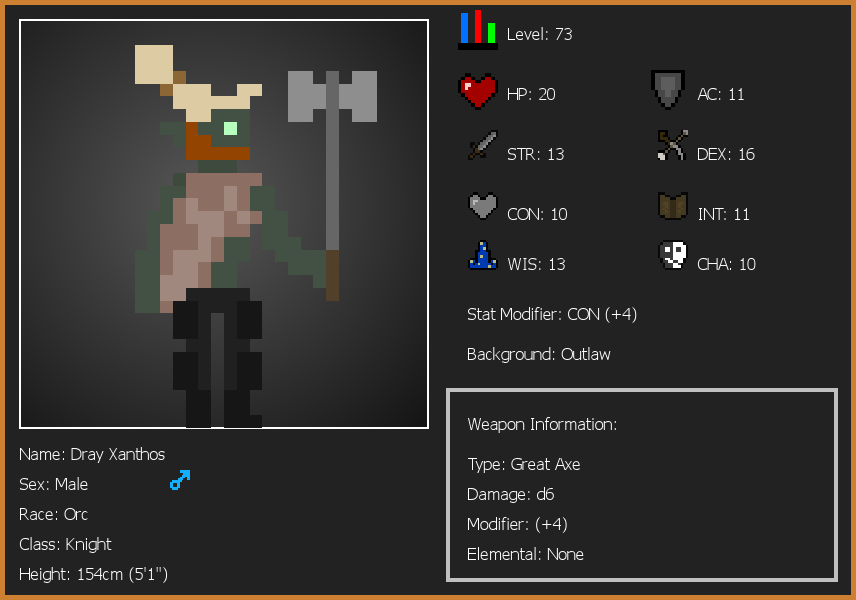 Level: 73
HP: 20
AC: 11
STR: 13
DEX: 16
CON: 10
INT: 11
WIS: 13
CHA: 10
Stat Modifier: CON (+4)
Background: Outlaw
Weapon Information:
Type: Great Axe
Damage: d6
Modifier: (+4)
Elemental: None
Name: Dray Xanthos
Sex: Male
Race: Orc
Class: Knight
Height: 154cm (5'1")